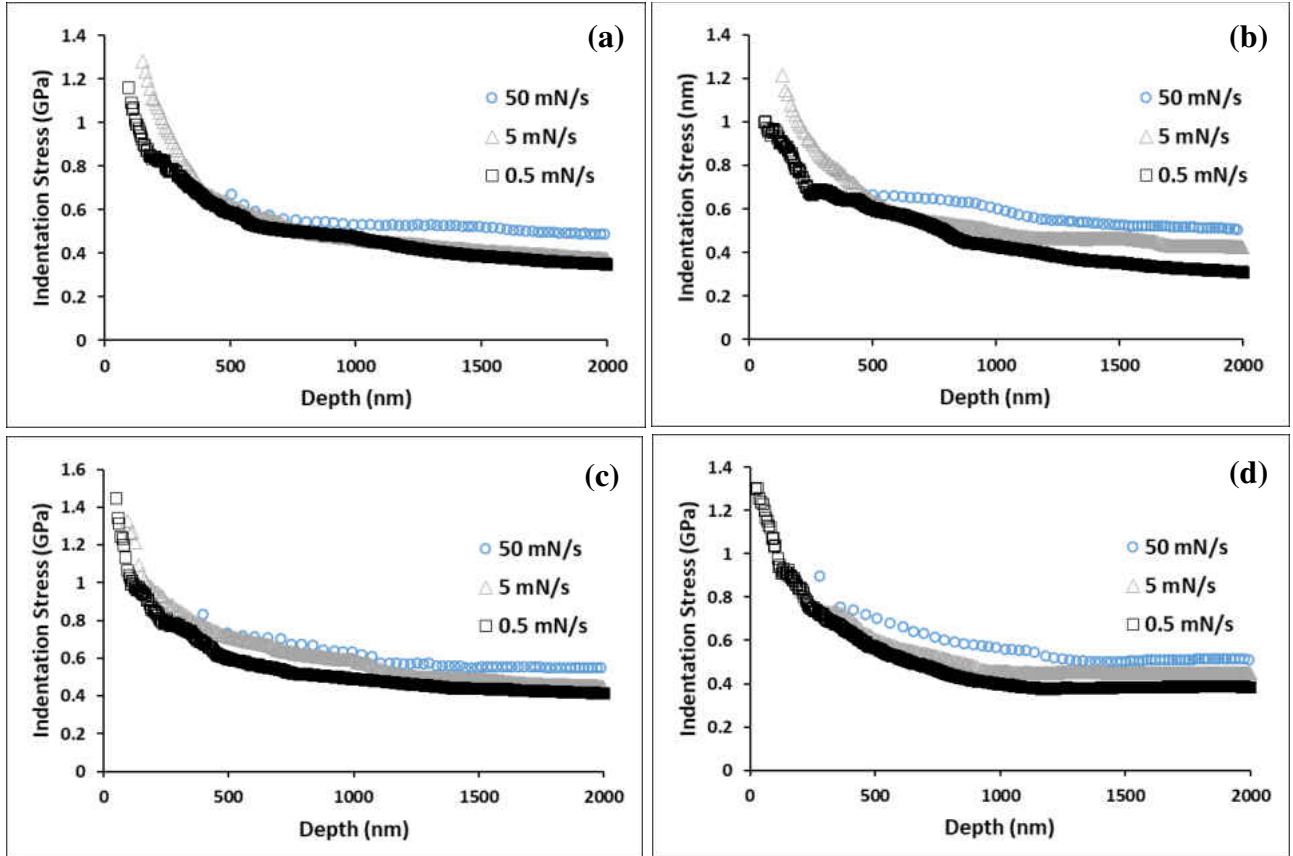 (a)
1.4
1.2
1
0.8
0.6
0.4
0.2
0
Indentation Stress (GPa)
50 mN/s
5 mN/s
0.5 mN/s
0 500 1000 1500 2000
Depth (nm)
(b)
1.4
1.2
1
0.8
0.6
0.4
0.2
0
Indentation Stress (nm)
50 mN/s
5 mN/s
0.5 mN/s
0 500 1000 1500 2000
Depth (nm)
(c)
1.6
1.4
1.2
1
0.8
0.6
0.4
0.2
0
Indentation Stress (GPa)
50 mN/s
5 mN/s
0.5 mN/s
0 500 1000 1500 2000
Depth (nm)
(d)
1.4
1.2
1
0.8
0.6
0.4
0.2
0
Indentation Stress (GPa)
50 mN/s
5 mN/s
0.5 mN/s
0 500 1000 1500 2000
Depth (nm)